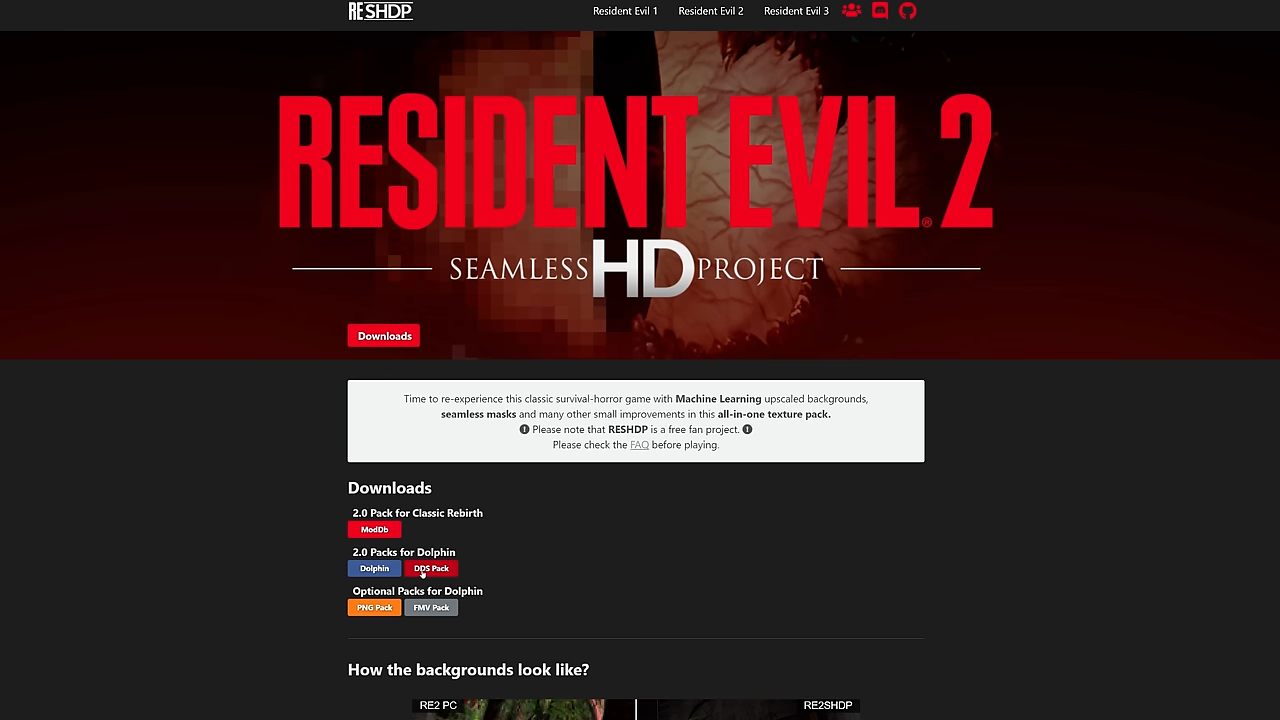 RESHDP
Resident Evil 1
Resident Evil 2
Resident Evil 3
RESIDENT EVIL 2®
SEAMLESS HD PROJECT
Downloads
Time to re-experience this classic survival-horror game with Machine Learning upscaled backgrounds,
seamless masks and many other small improvements in this all-in-one texture pack.
Please note that RESHDP is a free fan project.
Please check the FAQ before playing.
Downloads
2.0 Pack for Classic Rebirth
ModDb
2.0 Packs for Dolphin
Dolphin
DDS Pack
Optional Packs for Dolphin
PNG Pack
FMV Pack
How the backgrounds look like?
RE2 PC
RE2SHDP